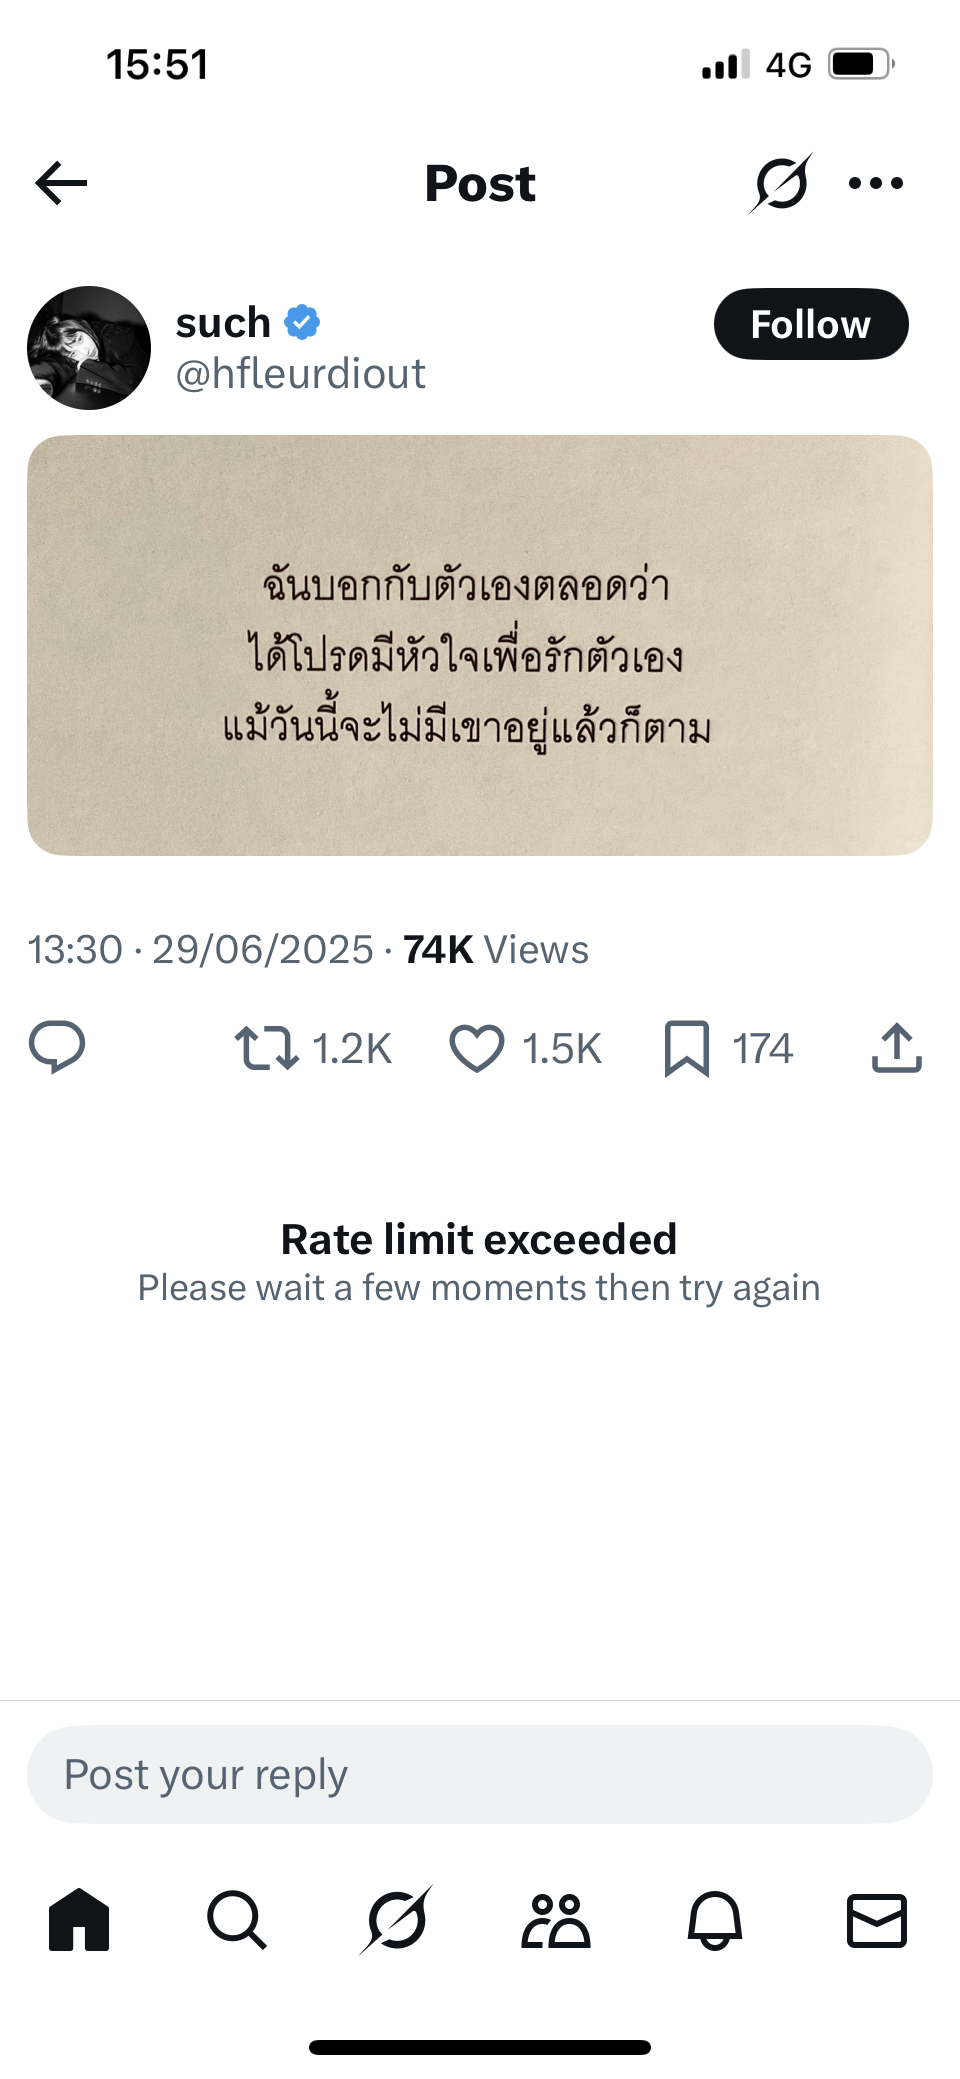 15:51
4G
Post
such
@hfleurdiout
Follow
ฉันบอกกับตัวเองตลอดว่า
ได้โปรดมีหัวใจเพื่อรักตัวเอง
แม้วันนี้จะไม่มีเขาอยู่แล้วก็ตาม
13:30 · 29/06/2025 · 74K Views
1.2K 1.5K 174
Rate limit exceeded
Please wait a few moments then try again
Post your reply